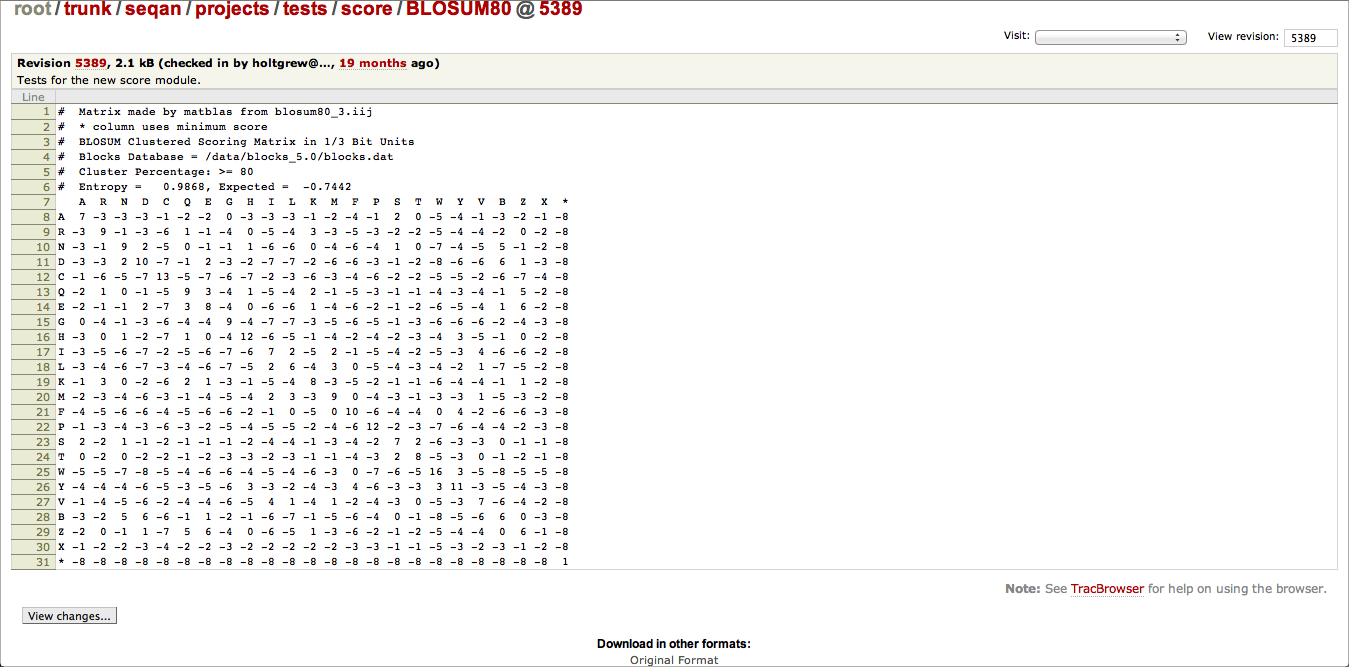 root / trunk / seqan / projects / tests / score / BLOSUM80 @ 5389
Visit: View revision: 5389
Revision 5389, 2.1 kB (checked in by holtgrew@..., 19 months ago)
Tests for the new score module.
Line
1 #  Matrix made by matblas from blosum80_3.iij
2 #  * column uses minimum score
3 #  BLOSUM Clustered Scoring Matrix in 1/3 Bit Units
4 #  Blocks Database = /data/blocks_5.0/blocks.dat
5 #  Cluster Percentage: >= 80
6 #  Entropy =   0.9868, Expected =  -0.7442
7    A  R  N  D  C  Q  E  G  H  I  L  K  M  F  P  S  T  W  Y  V  B  Z  X  *
8 A  7 -3 -3 -3 -1 -2 -2  0 -3 -3 -3 -1 -2 -4 -1  2  0 -5 -4 -1 -3 -2 -1 -8
9 R -3  9 -1 -3 -6  1 -1 -4  0 -5 -4  3 -3 -5 -3 -2 -2 -5 -4 -4 -2  0 -2 -8
10 N -3 -1  9  2 -5  0 -1 -1  1 -6 -6  0 -4 -6 -4  1  0 -7 -4 -5  5 -1 -2 -8
11 D -3 -3  2 10 -7 -1  2 -3 -2 -7 -7 -2 -6 -6 -3 -1 -2 -8 -6 -6  6  1 -3 -8
12 C -1 -6 -5 -7 13 -5 -7 -6 -7 -2 -3 -6 -3 -4 -6 -2 -2 -5 -5 -2 -6 -7 -4 -8
13 Q -2  1  0 -1 -5  9  3 -4  1 -5 -4  2 -1 -5 -3 -1 -1 -4 -3 -4 -1  5 -2 -8
14 E -2 -1 -1  2 -7  3  8 -4  0 -6 -6  1 -4 -6 -2 -1 -2 -6 -5 -4  1  6 -2 -8
15 G  0 -4 -1 -3 -6 -4 -4  9 -4 -7 -7 -3 -5 -6 -5 -1 -3 -6 -6 -6 -2 -4 -3 -8
16 H -3  0  1 -2 -7  1  0 -4 12 -6 -5 -1 -4 -2 -4 -2 -3 -4  3 -5 -1  0 -2 -8
17 I -3 -5 -6 -7 -2 -5 -6 -7 -6  7  2 -5  2 -1 -5 -4 -2 -5 -3  4 -6 -6 -2 -8
18 L -3 -4 -6 -7 -3 -4 -6 -7 -5  2  6 -4  3  0 -5 -4 -3 -4 -2  1 -7 -5 -2 -8
19 K -1  3  0 -2 -6  2  1 -3 -1 -5 -4  8 -3 -5 -2 -1 -1 -6 -4 -4 -1  1 -2 -8
20 M -2 -3 -4 -6 -3 -1 -4 -5 -4  2  3 -3  9  0 -4 -3 -1 -3 -3  1 -5 -3 -2 -8
21 F -4 -5 -6 -6 -4 -5 -6 -6 -2 -1  0 -5  0 10 -6 -4 -4  0  4 -2 -6 -6 -3 -8
22 P -1 -3 -4 -3 -6 -3 -2 -5 -4 -5 -5 -2 -4 -6 12 -2 -3 -7 -6 -4 -4 -2 -3 -8
23 S  2 -2  1 -1 -2 -1 -1 -1 -2 -4 -4 -1 -3 -4 -2  7  2 -6 -3 -3  0 -1 -1 -8
24 T  0 -2  0 -2 -2 -1 -2 -3 -3 -2 -3 -1 -1 -4 -3  2  8 -5 -3  0 -1 -2 -1 -8
25 W -5 -5 -7 -8 -5 -4 -6 -6 -4 -5 -4 -6 -3  0 -7 -6 -5 16  3 -5 -8 -5 -5 -8
26 Y -4 -4 -4 -6 -5 -3 -5 -6  3 -3 -2 -4 -3  4 -6 -3 -3  3 11 -3 -5 -4 -3 -8
27 V -1 -4 -5 -6 -2 -4 -4 -6 -5  4  1 -4  1 -2 -4 -3  0 -5 -3  7 -6 -4 -2 -8
28 B -3 -2  5  6 -6 -1  1 -2 -1 -6 -7 -1 -5 -6 -4  0 -1 -8 -5 -6  6  0 -3 -8
29 Z -2  0 -1  1 -7  5  6 -4  0 -6 -5  1 -3 -6 -2 -1 -2 -5 -4 -4  0  6 -1 -8
30 X -1 -2 -2 -3 -4 -2 -2 -3 -2 -2 -2 -2 -2 -3 -3 -1 -1 -5 -3 -2 -3 -1 -2 -8
31 * -8 -8 -8 -8 -8 -8 -8 -8 -8 -8 -8 -8 -8 -8 -8 -8 -8 -8 -8 -8 -8 -8 -8  1
Note: See TracBrowser for help on using the browser.
View changes...
Download in other formats:
Original Format